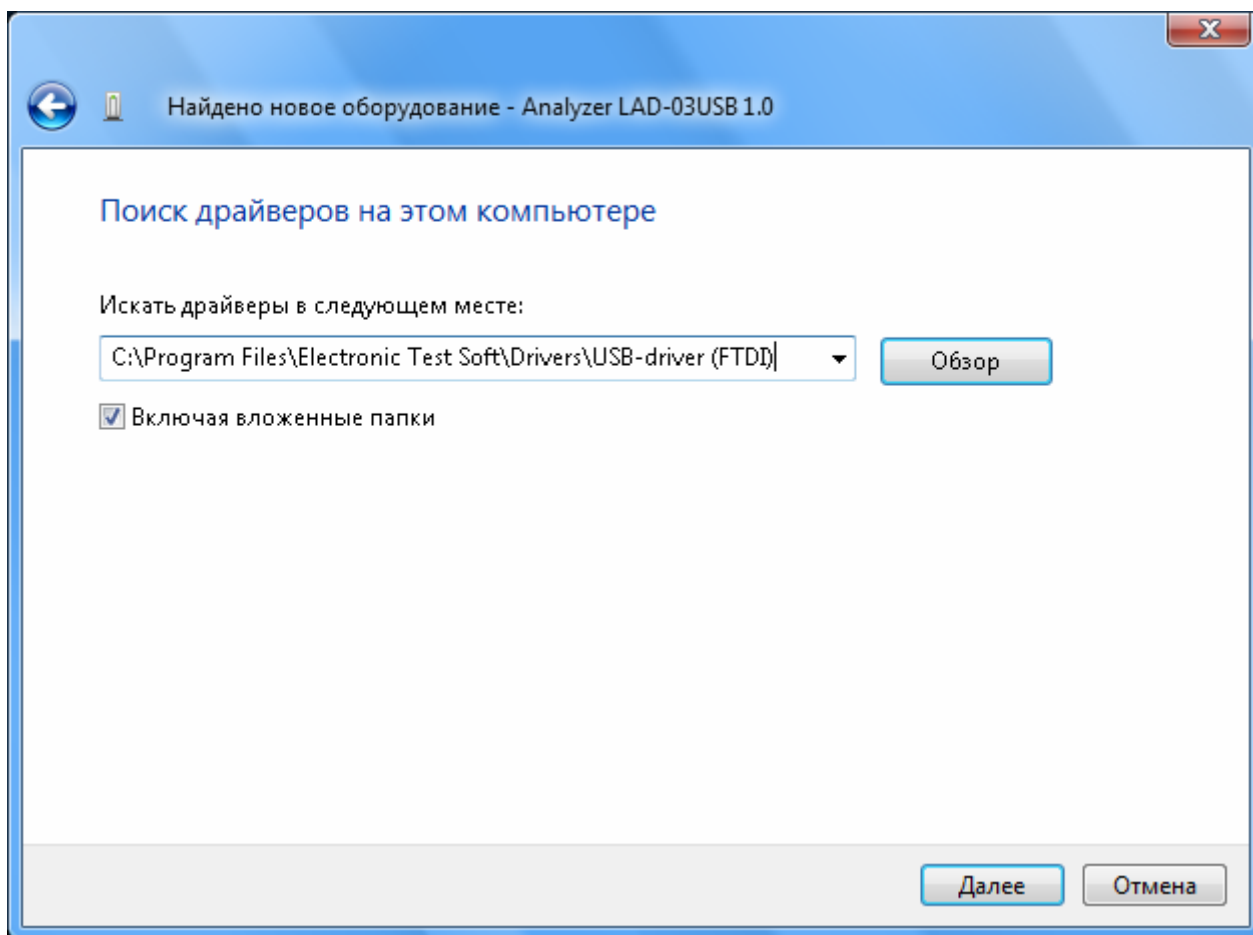 Найдено новое оборудование - Analyzer LAD-03USB 1.0
Поиск драйверов на этом компьютере
Искать драйверы в следующем месте:
C:\Program Files\Electronic Test Soft\Drivers\USB-driver (FTDI)
Обзор
Включая вложенные папки
Далее
Отмена